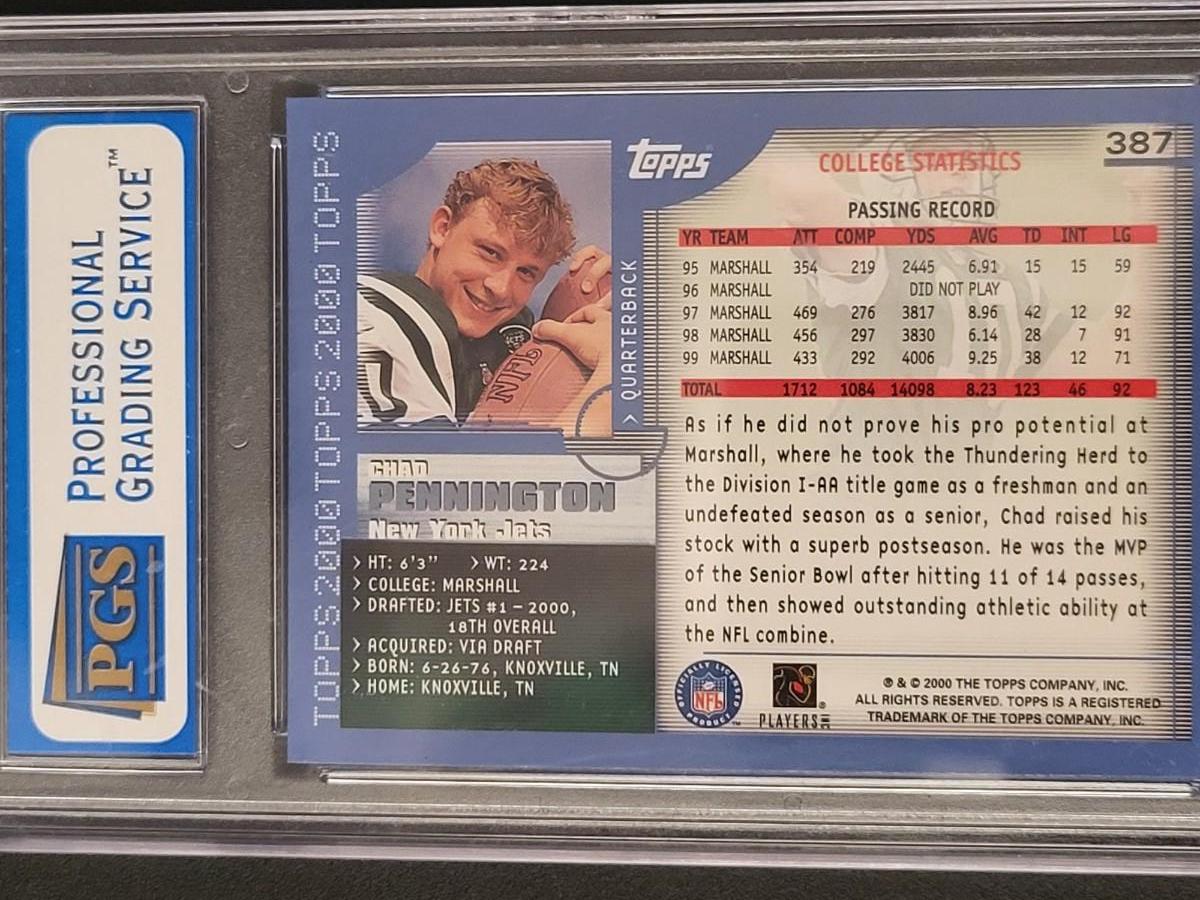 PROFESSIONAL
GRADING SERVICE™
PGS
TOPPS 2000 TOPPS 2000 TOPPS 2000 TOPPS
topps®
> QUARTERBACK
CHAD
PENNINGTON
New York Jets
> HT: 6'3" > WT: 224
> COLLEGE: MARSHALL
> DRAFTED: JETS #1 – 2000,
18TH OVERALL
> ACQUIRED: VIA DRAFT
> BORN: 6-26-76, KNOXVILLE, TN
> HOME: KNOXVILLE, TN
387
COLLEGE STATISTICS
PASSING RECORD
YR TEAM ATT COMP YDS AVG TD INT LG
95 MARSHALL 354 219 2445 6.91 15 15 59
96 MARSHALL DID NOT PLAY
97 MARSHALL 469 276 3817 8.96 42 12 92
98 MARSHALL 456 297 3830 6.14 28 7 91
99 MARSHALL 433 292 4006 9.25 38 12 71
TOTAL 1712 1084 14098 8.23 123 46 92
As if he did not prove his pro potential at
Marshall, where he took the Thundering Herd to
the Division I-AA title game as a freshman and an
undefeated season as a senior, Chad raised his
stock with a superb postseason. He was the MVP
of the Senior Bowl after hitting 11 of 14 passes,
and then showed outstanding athletic ability at
the NFL combine.
OFFICIALLY LICENSED
NFL
PRODUCT™
PLAYERS INC
® & © 2000 THE TOPPS COMPANY, INC.
ALL RIGHTS RESERVED. TOPPS IS A REGISTERED
TRADEMARK OF THE TOPPS COMPANY, INC.